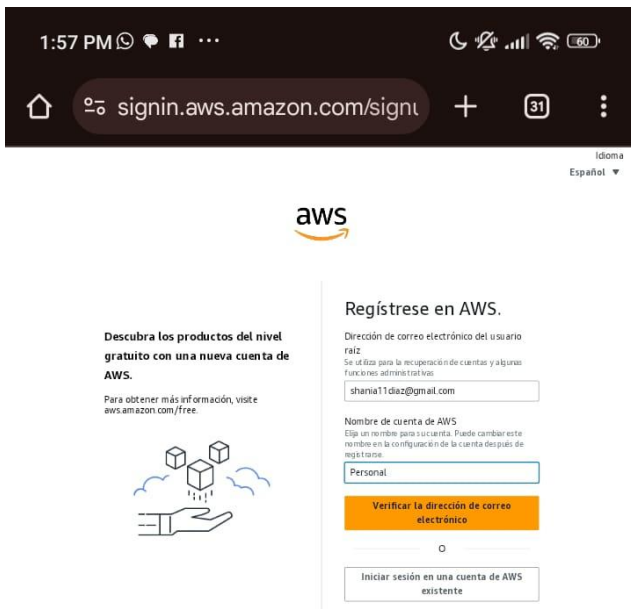 1:57 PM
60
signin.aws.amazon.com/signu
31
Idioma
Español ▼
aws
Descubra los productos del nivel
gratuito con una nueva cuenta de
AWS.
Para obtener más información, visite
aws.amazon.com/free.
Regístrese en AWS.
Dirección de correo electrónico del usuario
raíz
Se utiliza para la recuperación de cuentas y algunas
funciones administrativas
shania11diaz@gmail.com
Nombre de cuenta de AWS
Elija un nombre para su cuenta. Puede cambiar este
nombre en la configuración de la cuenta después de
registrarse.
Personal
Verificar la dirección de correo
electrónico
O
Iniciar sesión en una cuenta de AWS
existente